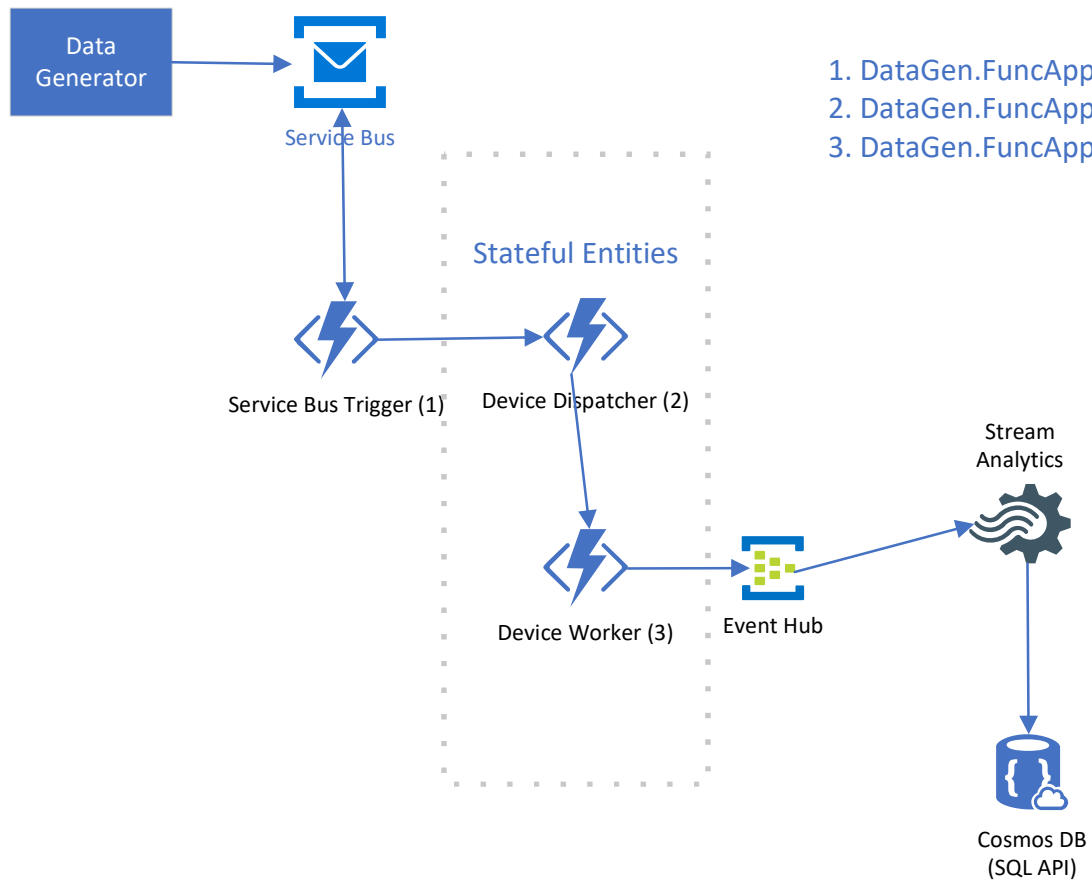 Data
Generator
Service Bus
1. DataGen.FuncApp
2. DataGen.FuncApp
3. DataGen.FuncApp
Stateful Entities
Service Bus Trigger (1)
Device Dispatcher (2)
Stream
Analytics
Device Worker (3)
Event Hub
Cosmos DB
(SQL API)